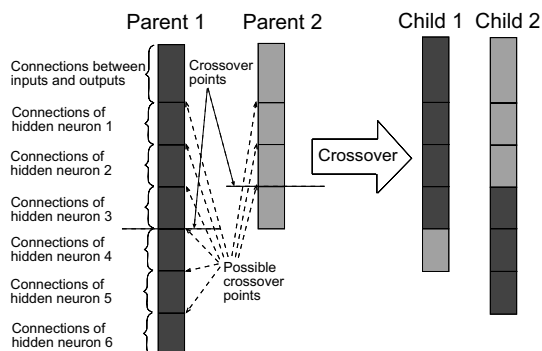 Parent 1
Parent 2
Child 1
Child 2
Connections between
inputs and outputs
Crossover
points
Connections of
hidden neuron 1
Connections of
hidden neuron 2
Connections of
hidden neuron 3
Connections of
hidden neuron 4
Connections of
hidden neuron 5
Connections of
hidden neuron 6
Possible
crossover
points
Crossover